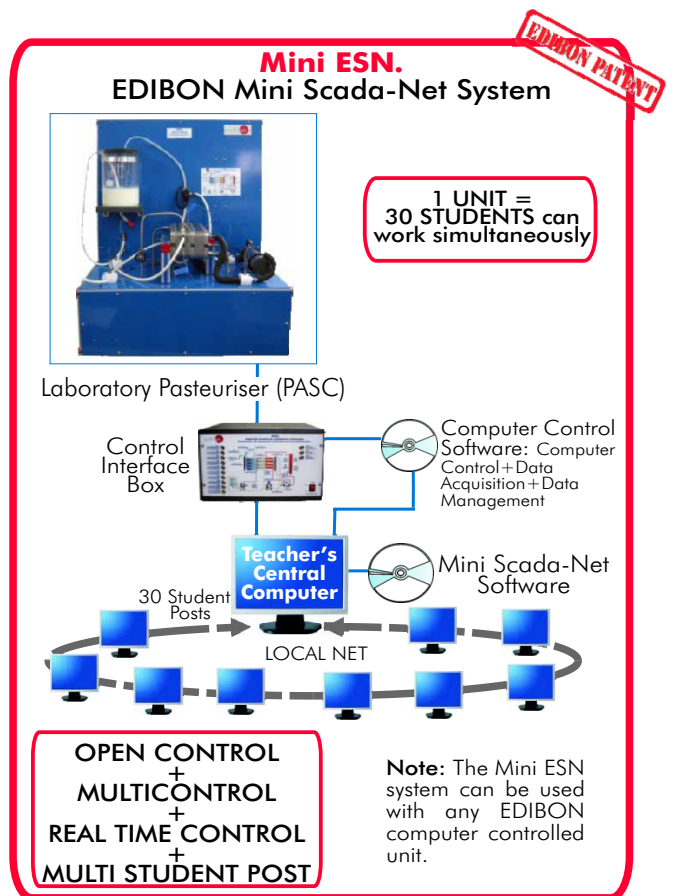 EDIBON PATENT
Mini ESN.
EDIBON Mini Scada-Net System
1 UNIT =
30 STUDENTS can
work simultaneously
Laboratory Pasteuriser (PASC)
Control
Interface
Box
Computer Control
Software: Computer
Control+Data
Acquisition+Data
Management
Teacher's
Central
Computer
Mini Scada-Net
Software
30 Student
Posts
LOCAL NET
OPEN CONTROL
+
MULTICONTROL
+
REAL TIME CONTROL
+
MULTI STUDENT POST
Note: The Mini ESN
system can be used
with any EDIBON
computer controlled
unit.